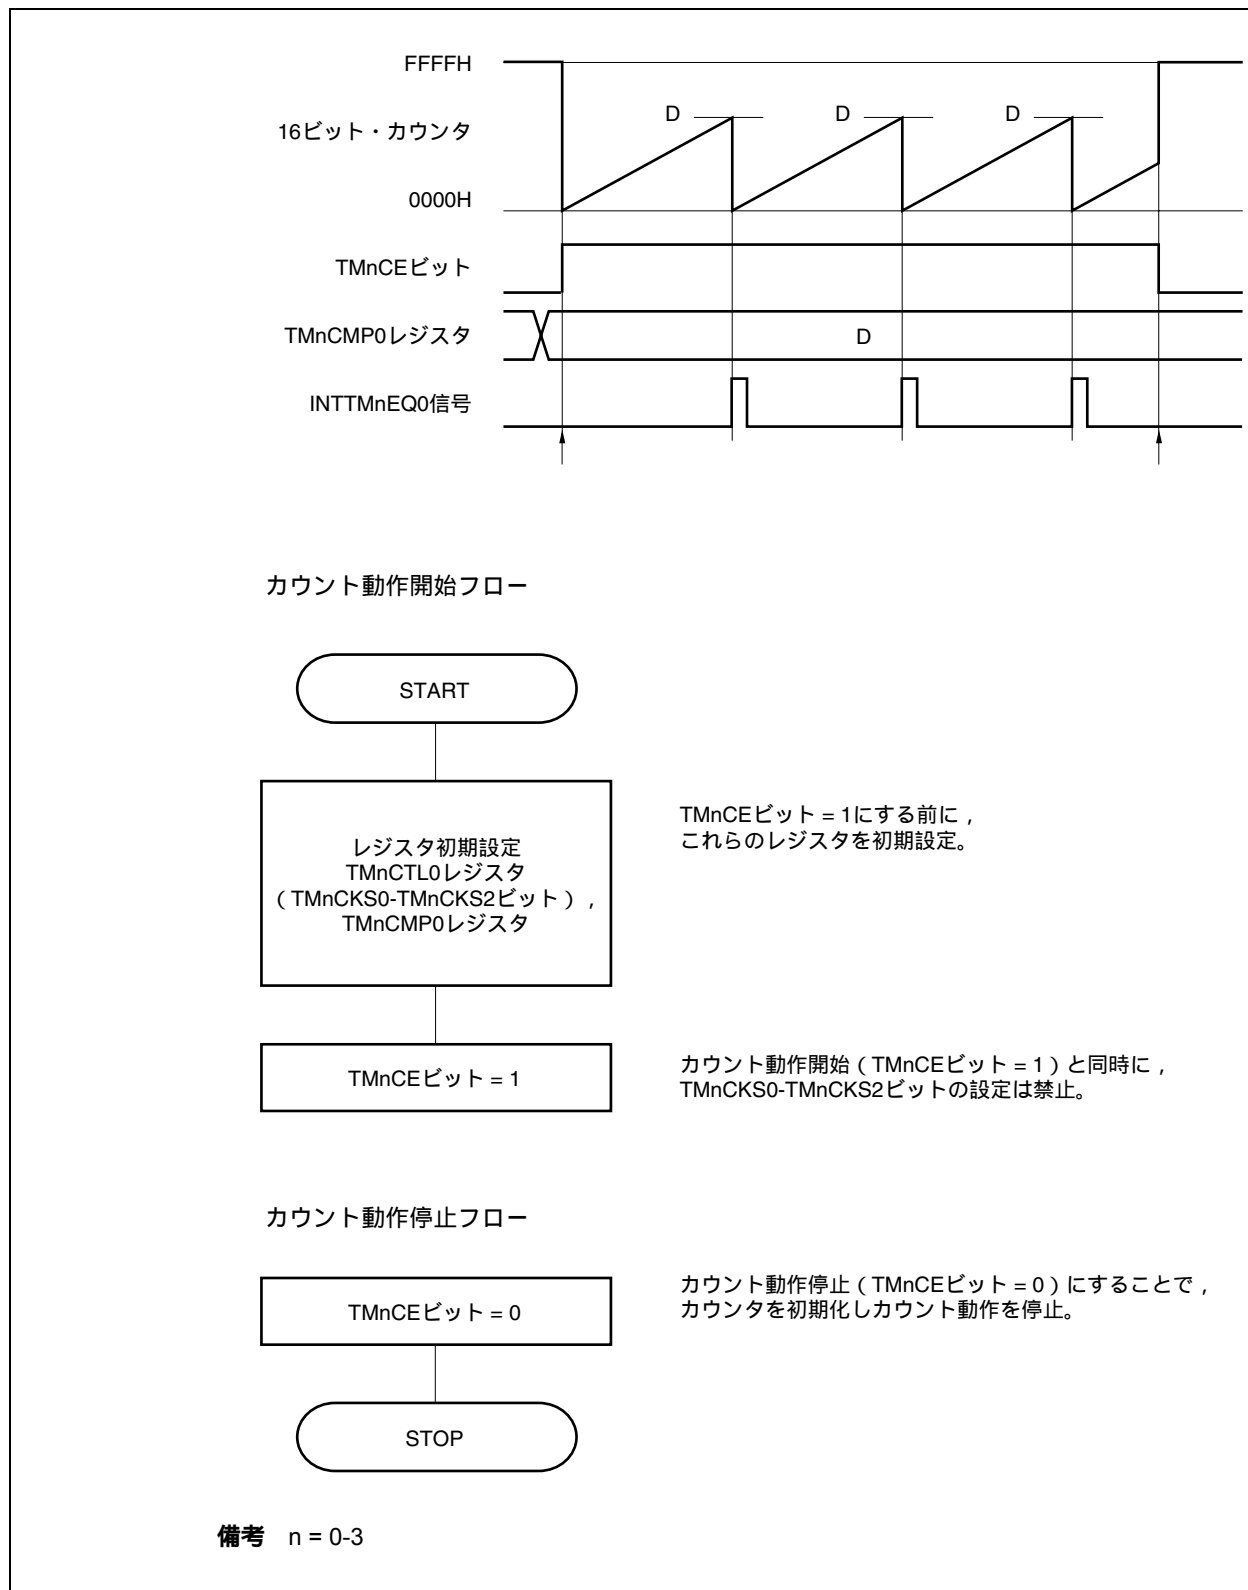 FFFFH
D D D
16ビット・カウンタ
0000H
TMnCEビット
TMnCMP0レジスタ D
INTTMnEQ0信号
カウント動作開始フロー
START
レジスタ初期設定
TMnCTL0レジスタ
（TMnCKS0-TMnCKS2ビット），
TMnCMP0レジスタ
TMnCEビット = 1にする前に，
これらのレジスタを初期設定。
TMnCEビット = 1
カウント動作開始（TMnCEビット = 1）と同時に，
TMnCKS0-TMnCKS2ビットの設定は禁止。
カウント動作停止フロー
TMnCEビット = 0
カウント動作停止（TMnCEビット = 0）にすることで，
カウンタを初期化しカウント動作を停止。
STOP
備考 n = 0-3